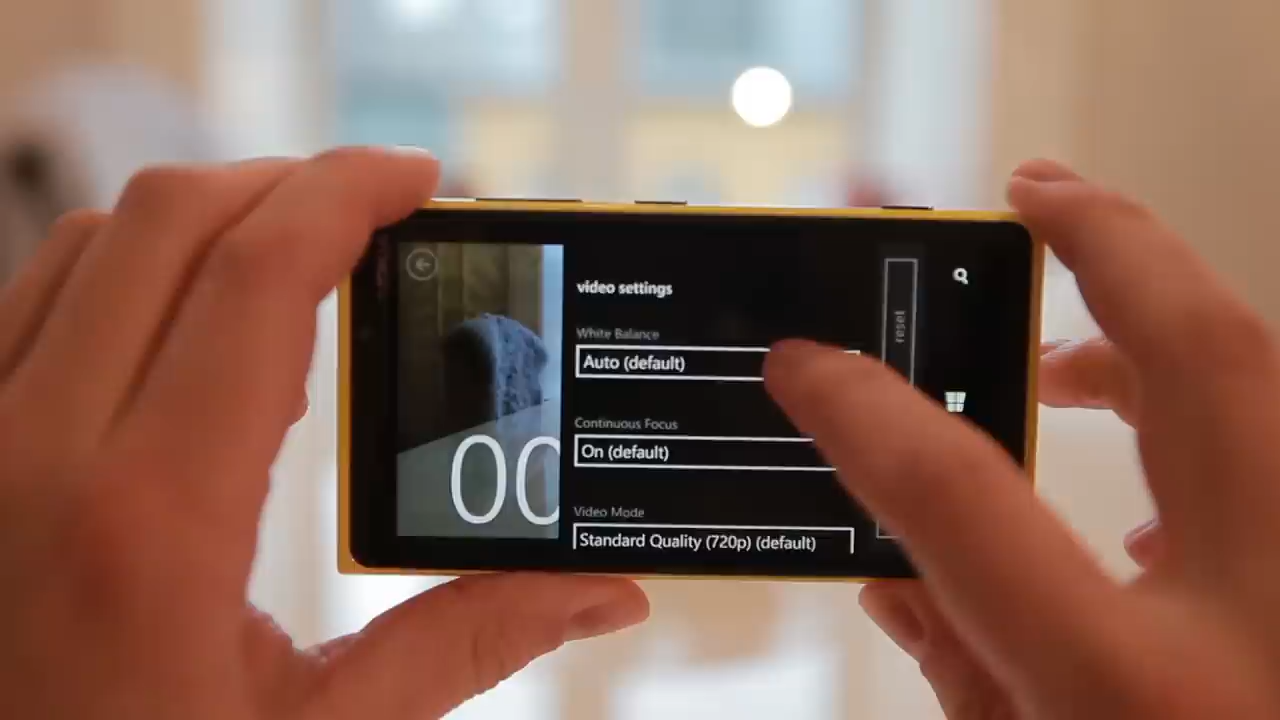 video settings
White Balance
Auto (default)
Continuous Focus
On (default)
Video Mode
Standard Quality (720p) (default)
reset
00